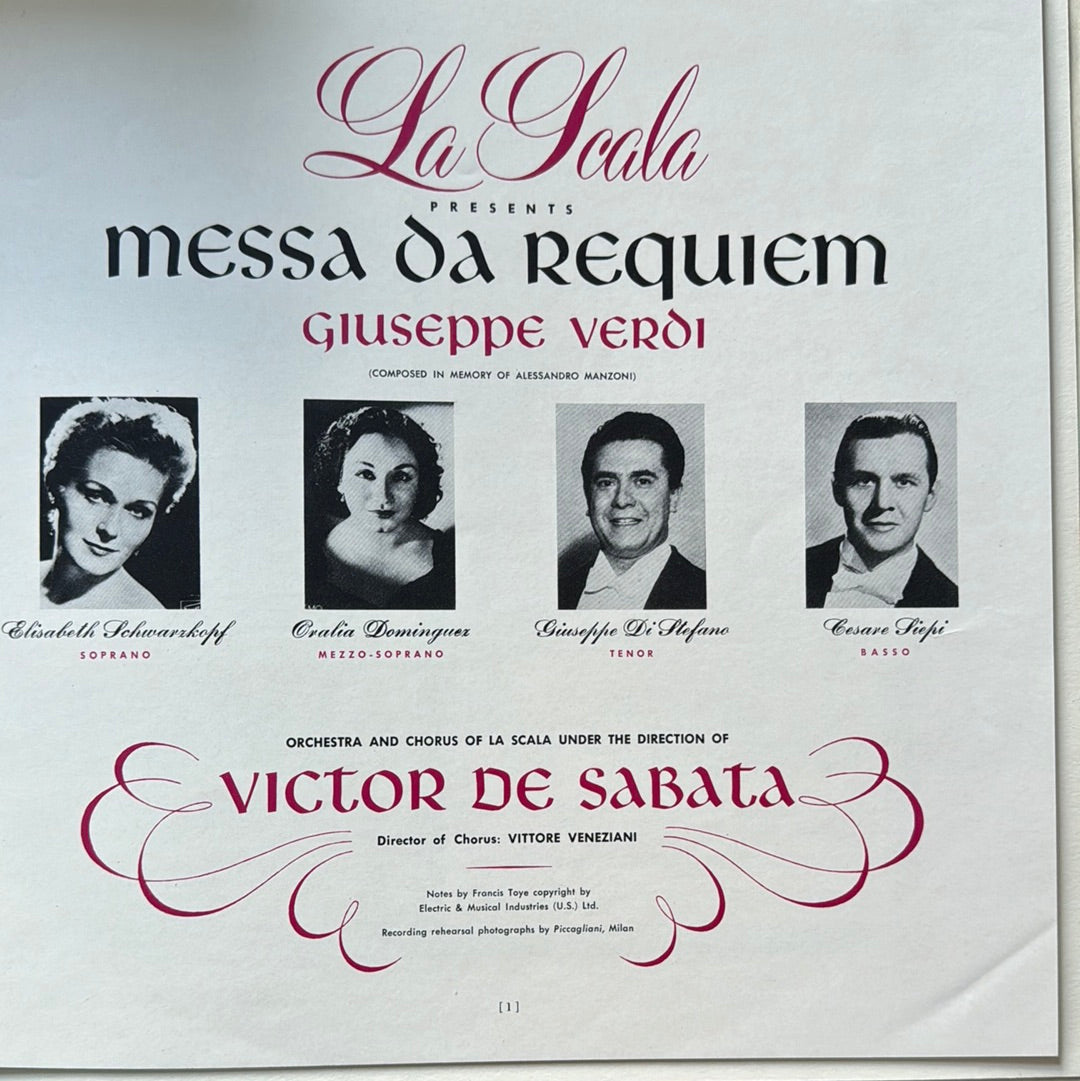 La Scala
PRESENTS
MESSA DA REQUIEM
GIUSEPPE VERDI
(COMPOSED IN MEMORY OF ALESSANDRO MANZONI)
Elisabeth Schwarzkopf
SOPRANO
Oralia Dominguez
MEZZO-SOPRANO
Giuseppe Di Stefano
TENOR
Cesare Siepi
BASSO
ORCHESTRA AND CHORUS OF LA SCALA UNDER THE DIRECTION OF
VICTOR DE SABATA
Director of Chorus: VITTORE VENEZIANI
Notes by Francis Toye copyright by
Electric & Musical Industries (U.S.) Ltd.
Recording rehearsal photographs by Piccagliani, Milan
[1]